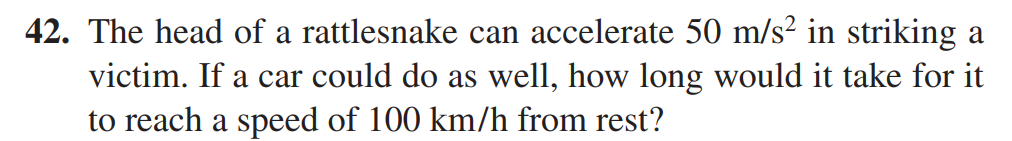 42. The head of a rattlesnake can accelerate 50 m/s² in striking a
victim. If a car could do as well, how long would it take for it
to reach a speed of 100 km/h from rest?